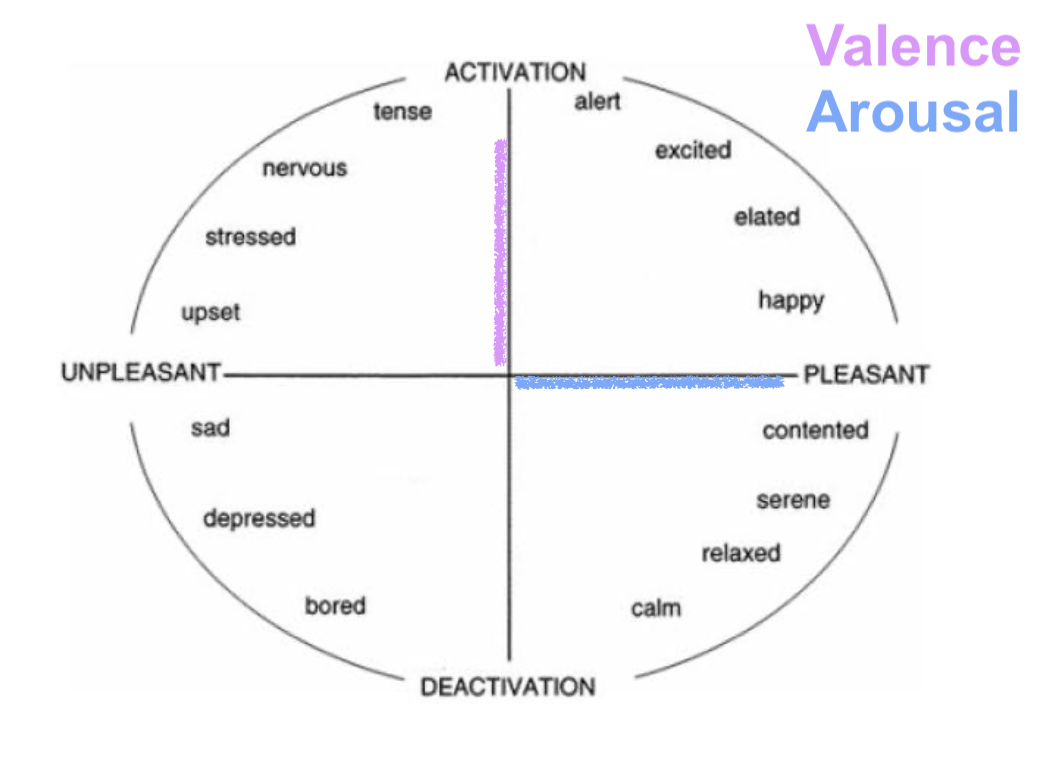 Valence
Arousal
ACTIVATION
tense
alert
nervous
excited
stressed
elated
upset
happy
UNPLEASANT
PLEASANT
sad
contented
depressed
serene
relaxed
bored
calm
DEACTIVATION